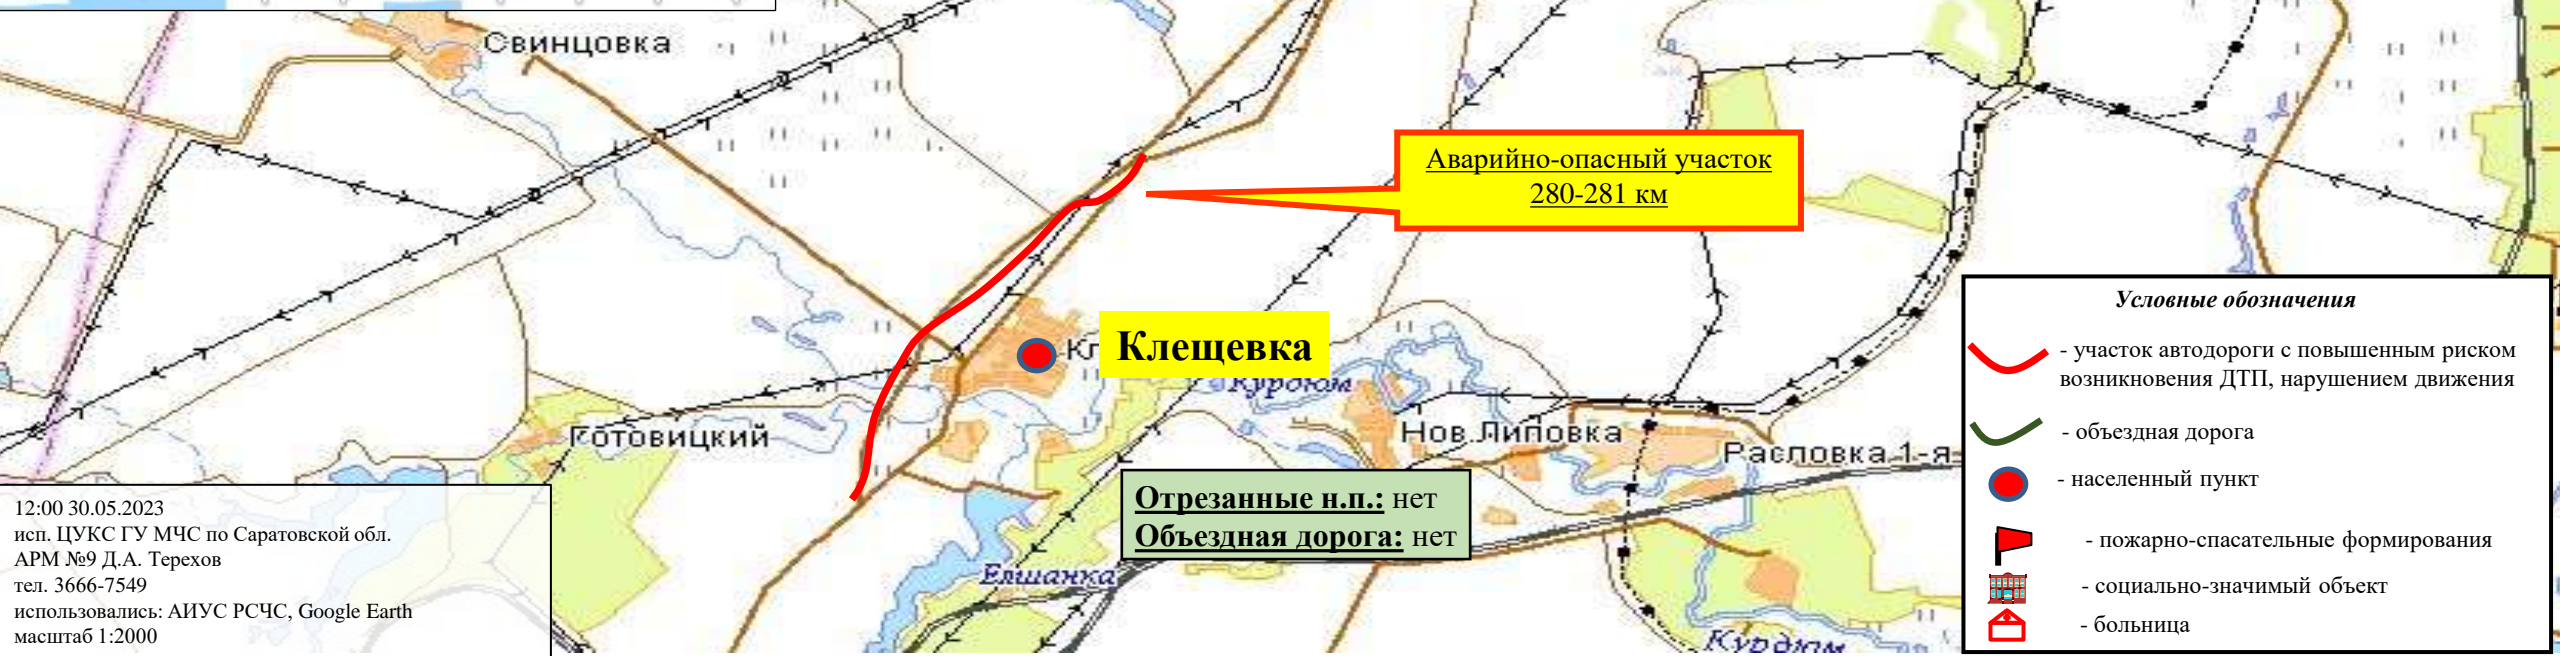 Свинцовка
Аварийно-опасный участок
280-281 км
Условные обозначения
- участок автодороги с повышенным риском
возникновения ДТП, нарушением движения
- объездная дорога
- населенный пункт
- пожарно-спасательные формирования
- социально-значимый объект
- больница
Клещевка
Курдюм
Готовицкий
Нов.Липовка
Расловка 1-я
Отрезанные н.п.: нет
Объездная дорога: нет
Елшанка
Курдюм
12:00 30.05.2023
исп. ЦУКС ГУ МЧС по Саратовской обл.
АРМ №9 Д.А. Терехов
тел. 3666-7549
использовались: АИУС РСЧС, Google Earth
масштаб 1:2000